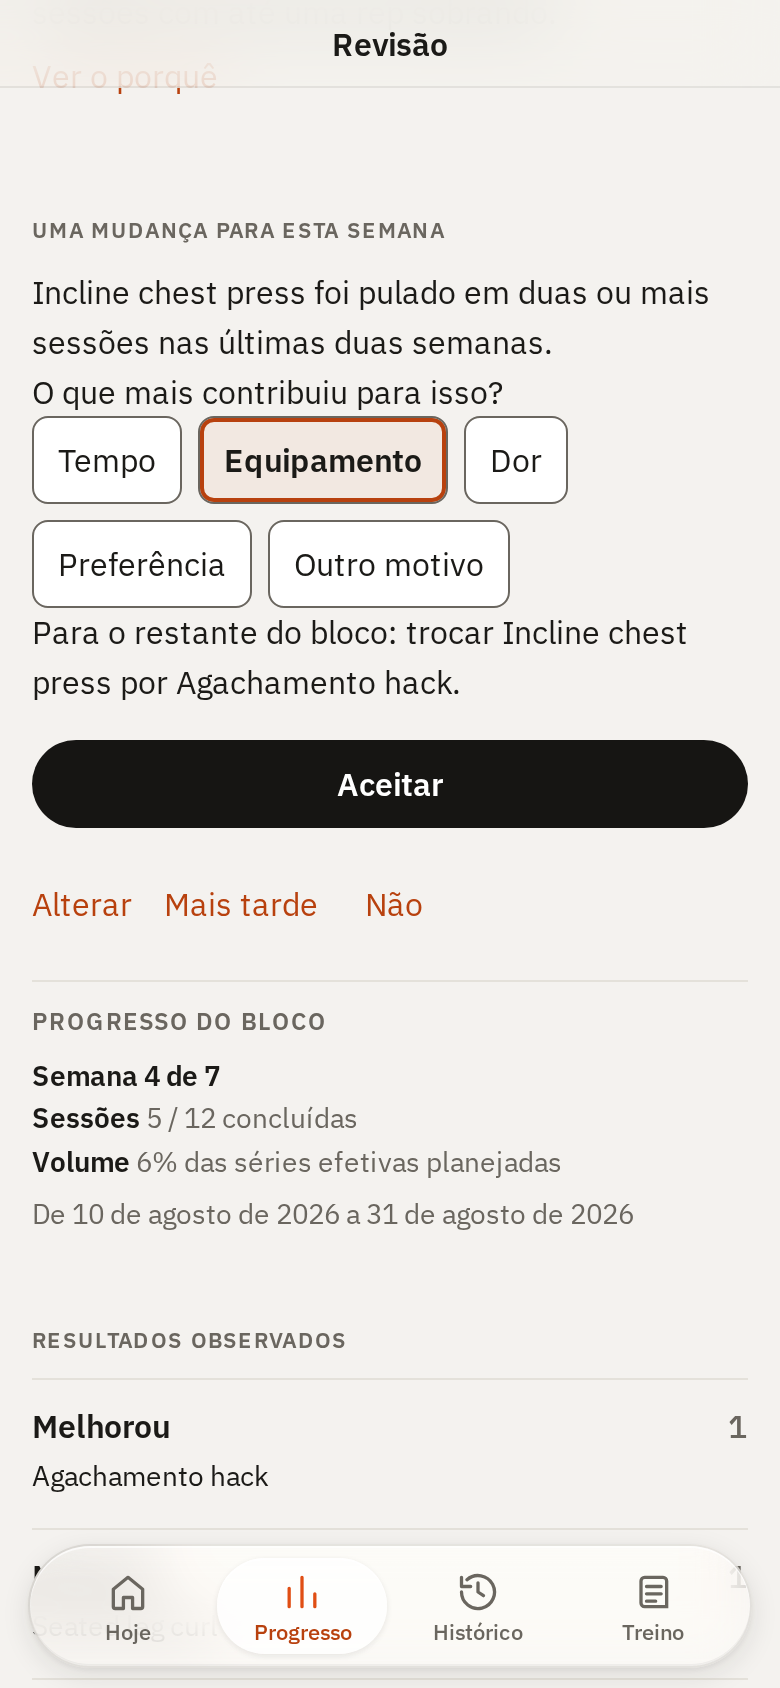 Revisão
Ver o porquê
UMA MUDANÇA PARA ESTA SEMANA
Incline chest press foi pulado em duas ou mais
sessões nas últimas duas semanas.
O que mais contribuiu para isso?
Tempo
Equipamento
Dor
Preferência
Outro motivo
Para o restante do bloco: trocar Incline chest
press por Agachamento hack.
Aceitar
Alterar
Mais tarde
Não
PROGRESSO DO BLOCO
Semana 4 de 7
Sessões 5 / 12 concluídas
Volume 6% das séries efetivas planejadas
De 10 de agosto de 2026 a 31 de agosto de 2026
RESULTADOS OBSERVADOS
Melhorou 1
Agachamento hack
1
Seated leg curl
Hoje
Progresso
Histórico
Treino